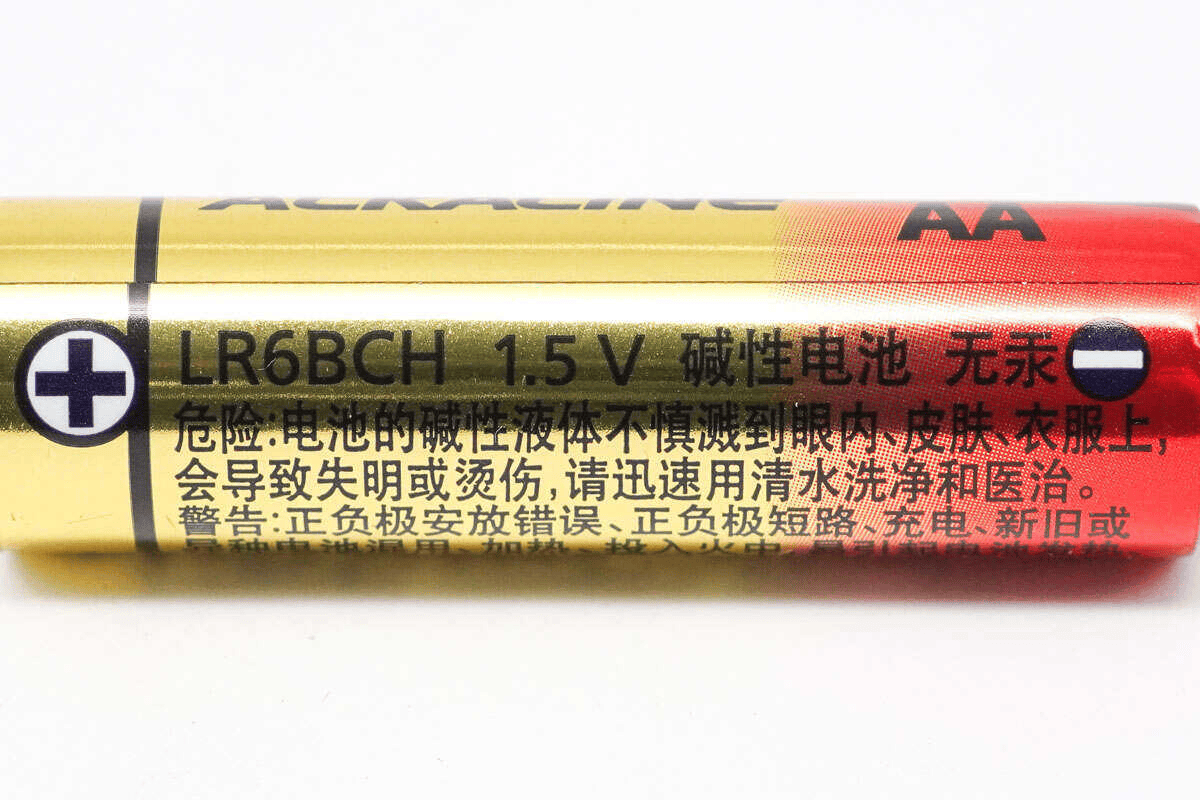 AA
LR6BCH 1.5 V 碱性电池 无汞
危险:电池的碱性液体不慎溅到眼内、皮肤、衣服上,
会导致失明或烫伤,请迅速用清水洗净和医治。
警告:正负极安放错误、正负极短路、充电、新旧或